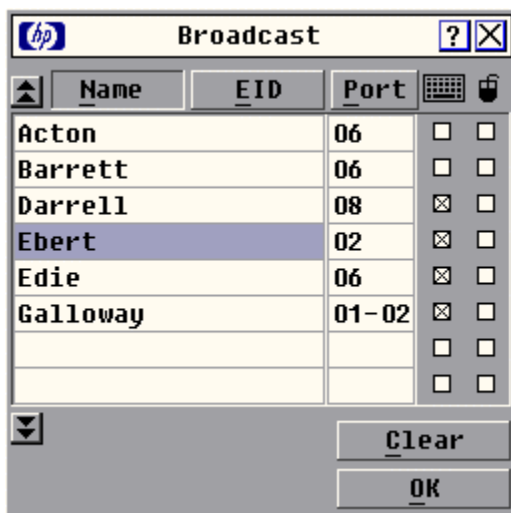 hp Broadcast ?
Name EID Port
Acton 06
Barrett 06
Darrell 08
Ebert 02
Edie 06
Galloway 01-02
Clear
OK